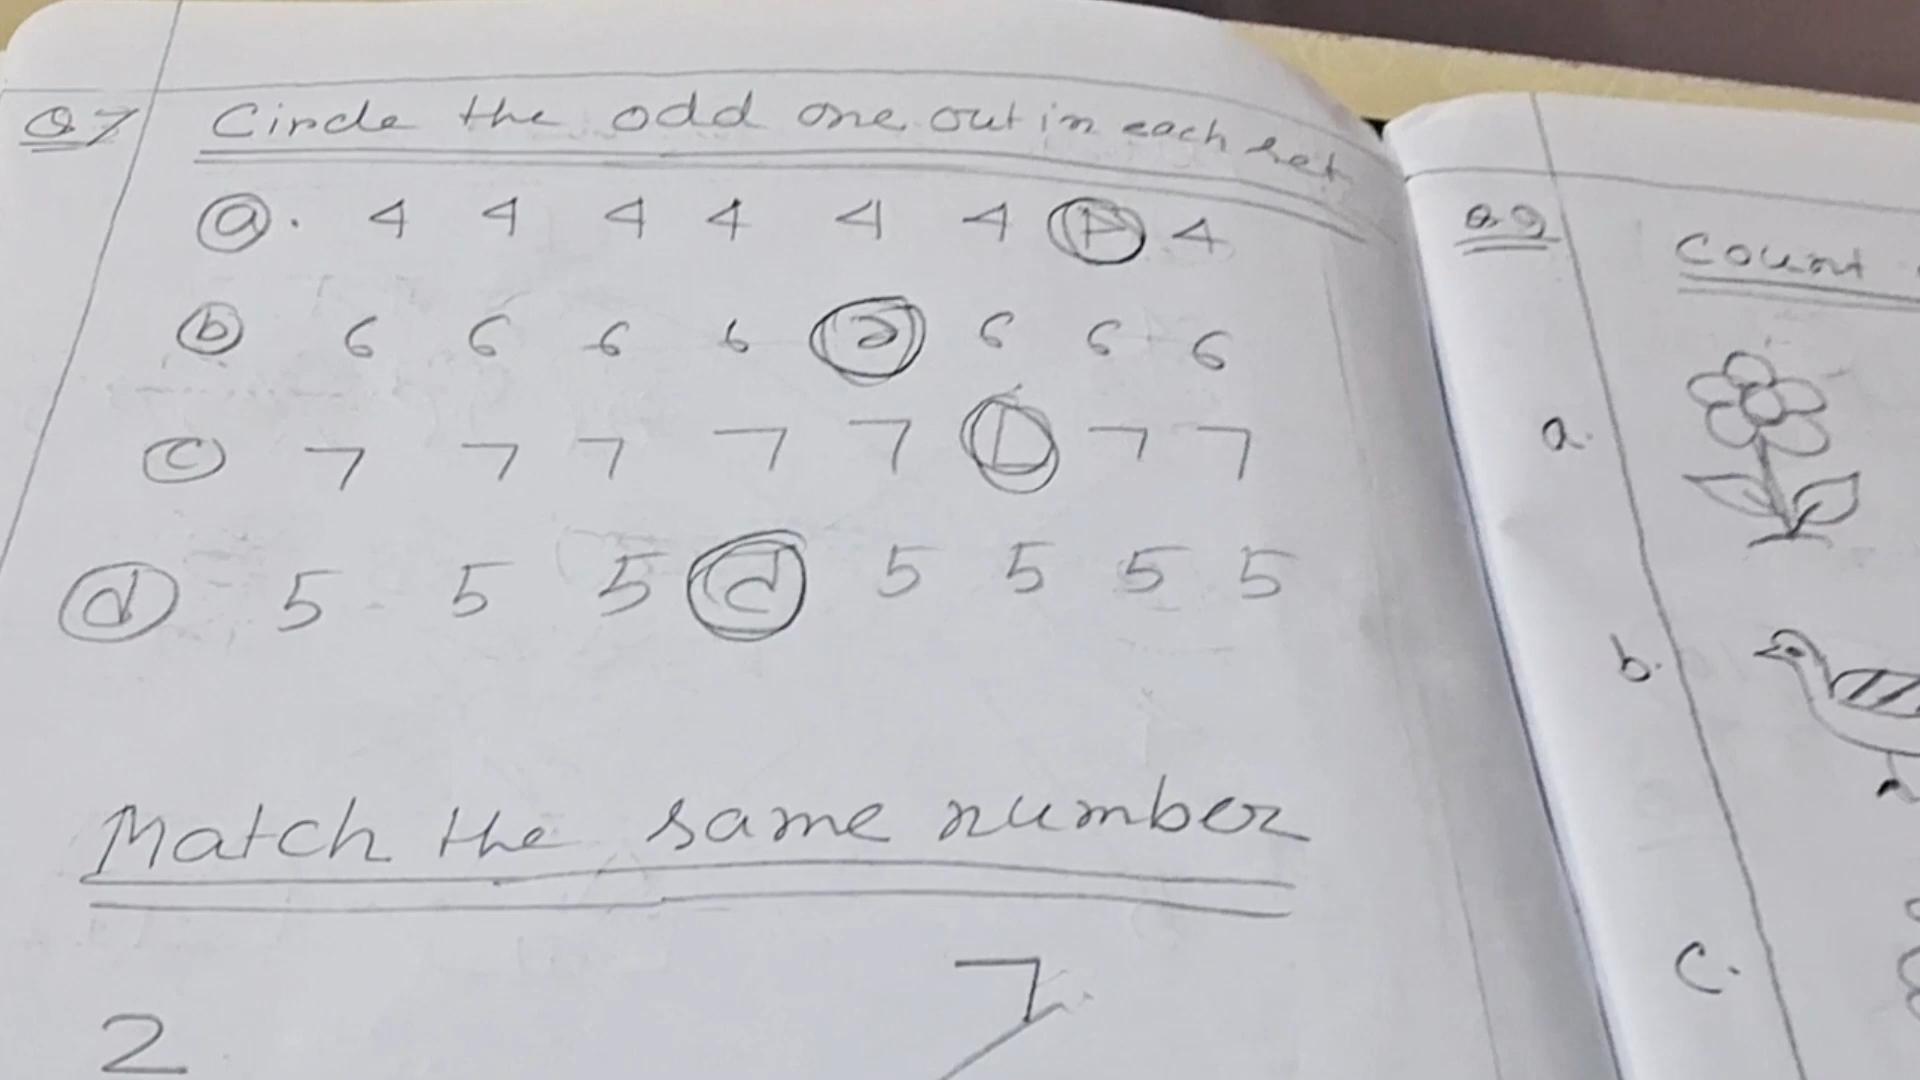 Q7 Circle the odd one out in each set
a. 4 4 4 4 4 4 4
b 6 6 6 6 6 6 6
c 7 7 7 7 7 7 7
d 5 5 5 5 5 5 5
Match the same number
2 7
Q.9 Count
a.
b.
c.